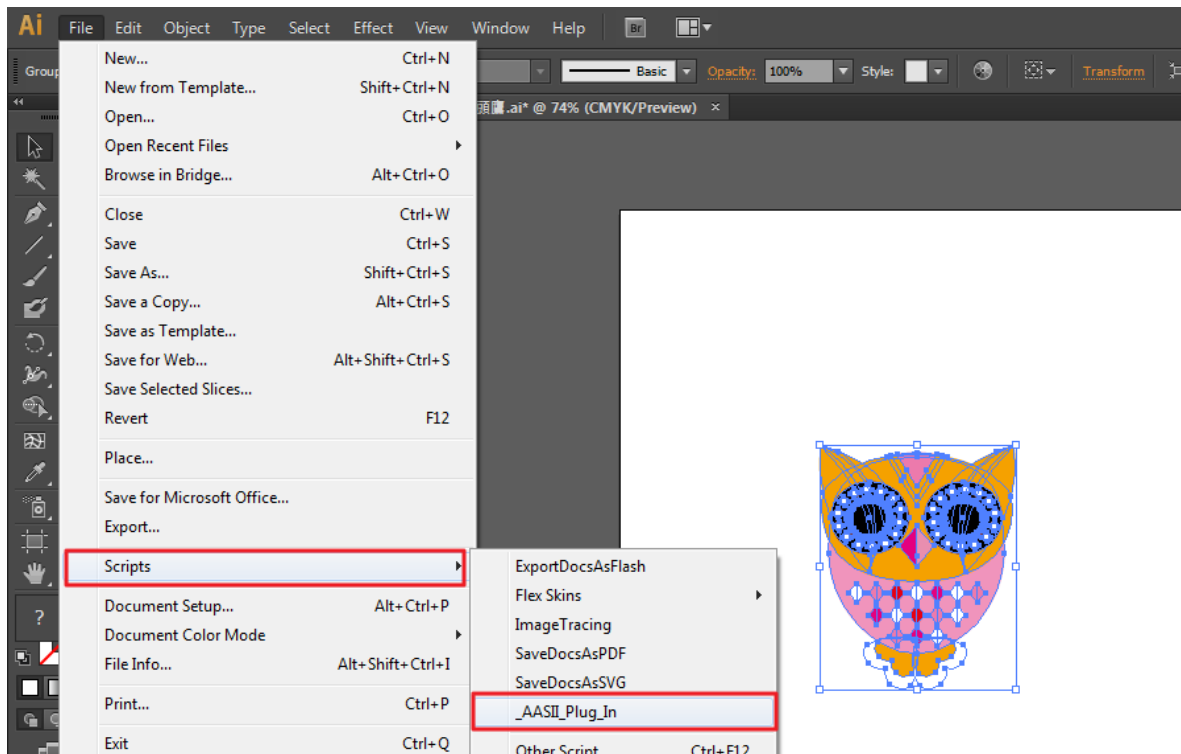 Ai File Edit Object Type Select Effect View Window Help Br
Basic Opacity: 100% Style: Transform
頭鷹.ai* @ 74% (CMYK/Preview) ×
New... Ctrl+N
New from Template... Shift+Ctrl+N
Open... Ctrl+O
Open Recent Files
Browse in Bridge... Alt+Ctrl+O
Close Ctrl+W
Save Ctrl+S
Save As... Shift+Ctrl+S
Save a Copy... Alt+Ctrl+S
Save as Template...
Save for Web... Alt+Shift+Ctrl+S
Save Selected Slices...
Revert F12
Place...
Save for Microsoft Office...
Export...
Scripts
Document Setup... Alt+Ctrl+P
Document Color Mode
File Info... Alt+Shift+Ctrl+I
Print... Ctrl+P
Exit Ctrl+Q
ExportDocsAsFlash
Flex Skins
ImageTracing
SaveDocsAsPDF
SaveDocsAsSVG
_AASII_Plug_In
Other Script... Ctrl+F12
?